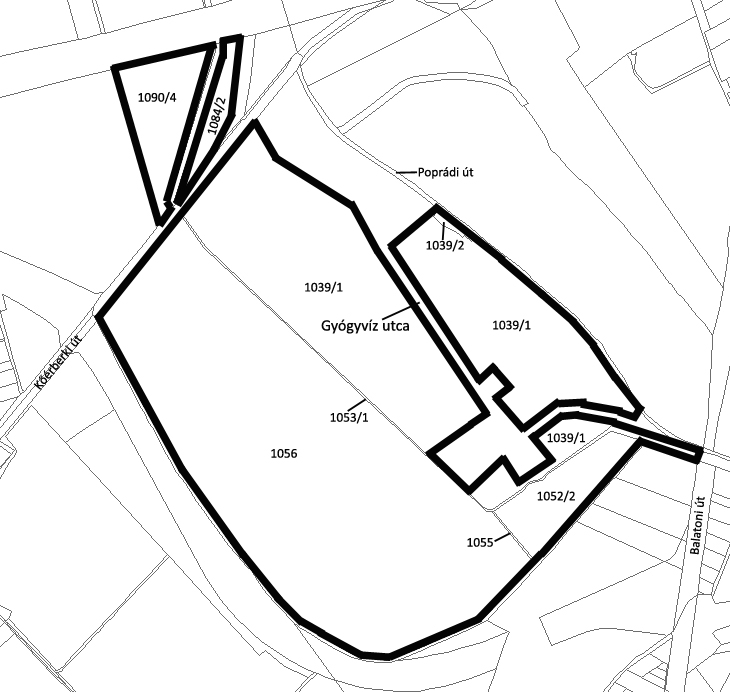 1090/4
1084/2
Poprádi út
1039/2
1039/1
Gyógyvíz utca
1039/1
Kőérberki út
1053/1
1056
1039/1
1052/2
1055
Balatoni út